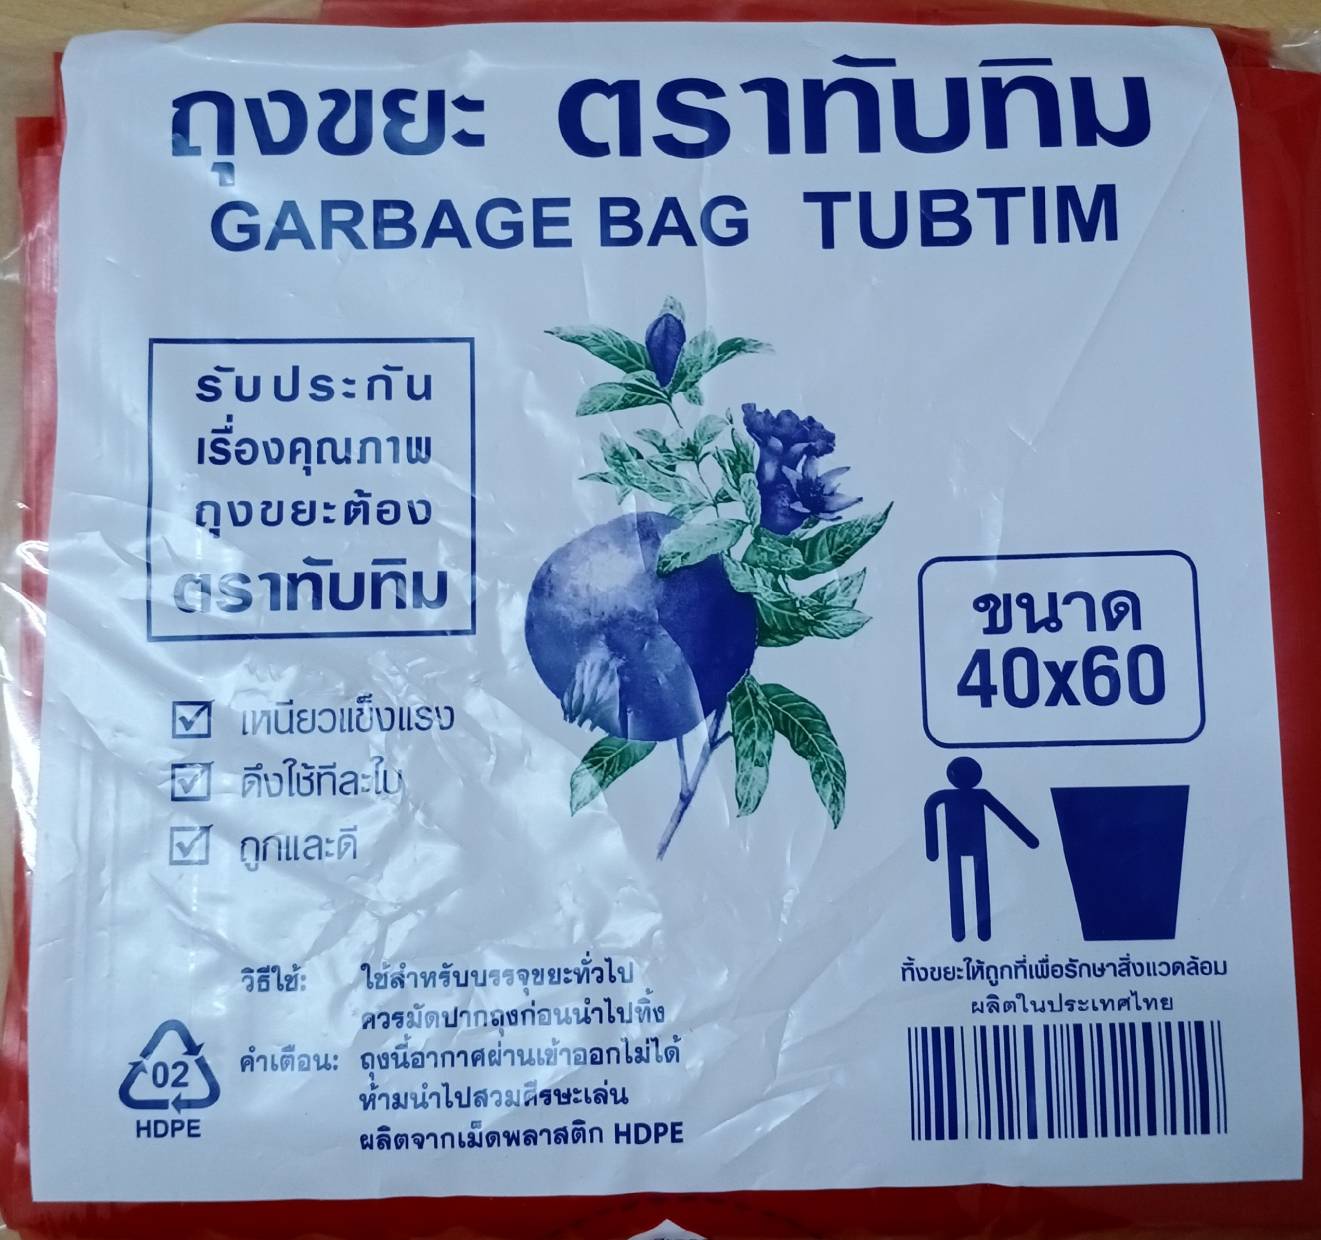 ถุงขยะ ตราทับทิม
GARBAGE BAG TUBTIM
รับประกัน
เรื่องคุณภาพ
ถุงขยะต้อง
ตราทับทิม
เหนียวแข็งแรง
ดึงใช้ทีละใบ
ถูกและดี
ขนาด
40x60
วิธีใช้: ใช้สำหรับบรรจุขยะทั่วไป
ควรมัดปากถุงก่อนนำไปทิ้ง
คำเตือน: ถุงนี้อากาศผ่านเข้าออกไม่ได้
ห้ามนำไปสวมศีรษะเล่น
ผลิตจากเม็ดพลาสติก HDPE
02
HDPE
ทิ้งขยะให้ถูกที่เพื่อรักษาสิ่งแวดล้อม
ผลิตในประเทศไทย